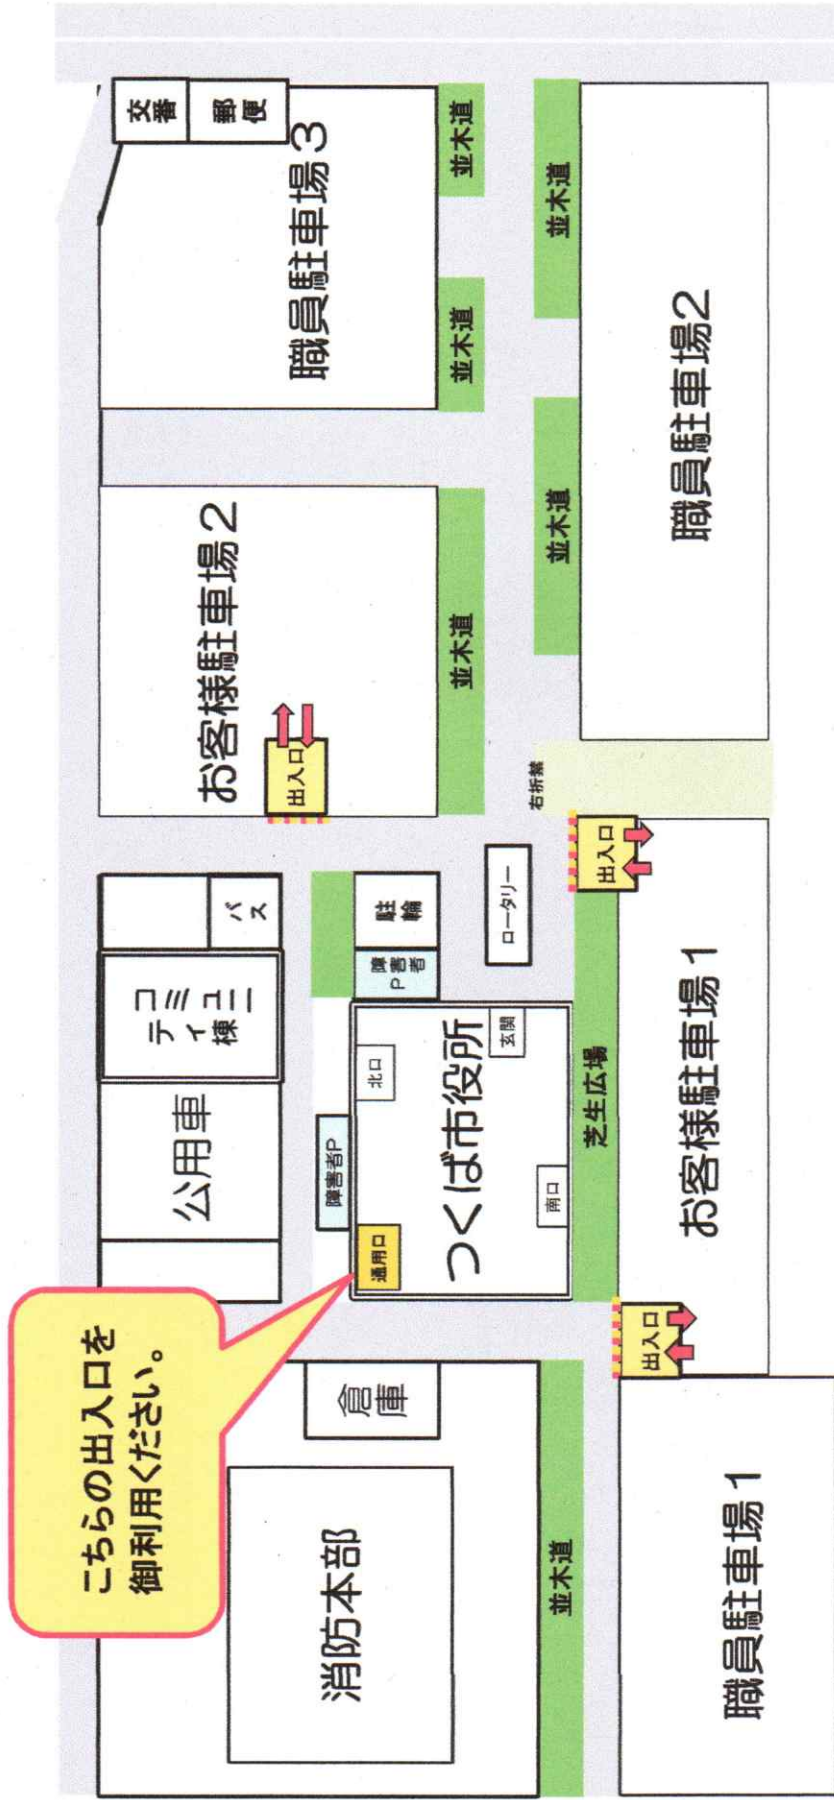 こちらの出入口を
御利用ください。
消防本部
倉庫
公用車
コミュニ
ティ棟
バス
お客様駐車場2
出入口
職員駐車場3
交番
郵便
障害者P
通用口
北口
つくば市役所
南口
玄関
障害者
P
駐輪
ロータリー
右折禁
並木道
並木道
並木道
並木道
芝生広場
並木道
並木道
出入口
出入口
職員駐車場1
お客様駐車場1
職員駐車場2